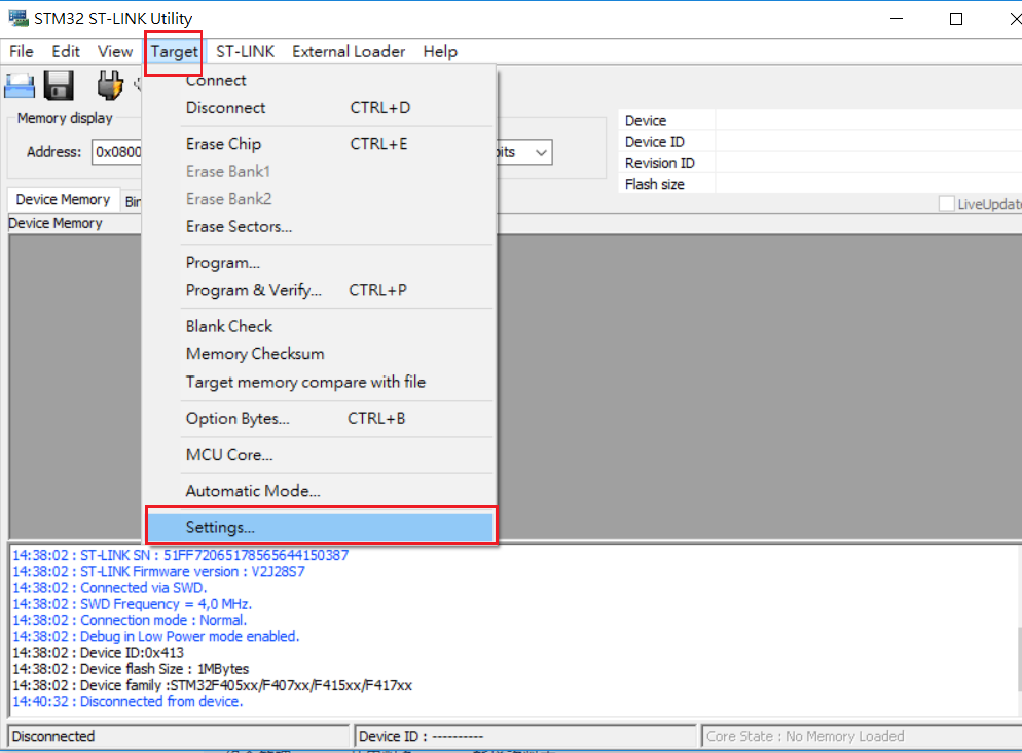 STM32 ST-LINK Utility
File Edit View Target ST-LINK External Loader Help
Connect
Disconnect CTRL+D
Erase Chip CTRL+E
Erase Bank1
Erase Bank2
Erase Sectors...
Program...
Program & Verify... CTRL+P
Blank Check
Memory Checksum
Target memory compare with file
Option Bytes... CTRL+B
MCU Core...
Automatic Mode...
Settings...
Memory display
Address: 0x0800
Device
Device ID
Revision ID
Flash size
LiveUpdate
Device Memory
Device Memory
14:38:02 : ST-LINK SN : 51FF72065178565644150387
14:38:02 : ST-LINK Firmware version : V2J28S7
14:38:02 : Connected via SWD.
14:38:02 : SWD Frequency = 4,0 MHz.
14:38:02 : Connection mode : Normal.
14:38:02 : Debug in Low Power mode enabled.
14:38:02 : Device ID:0x413
14:38:02 : Device flash Size : 1MBytes
14:38:02 : Device family :STM32F405xx/F407xx/F415xx/F417xx
14:40:32 : Disconnected from device.
Disconnected
Device ID : ----------
Core State : No Memory Loaded